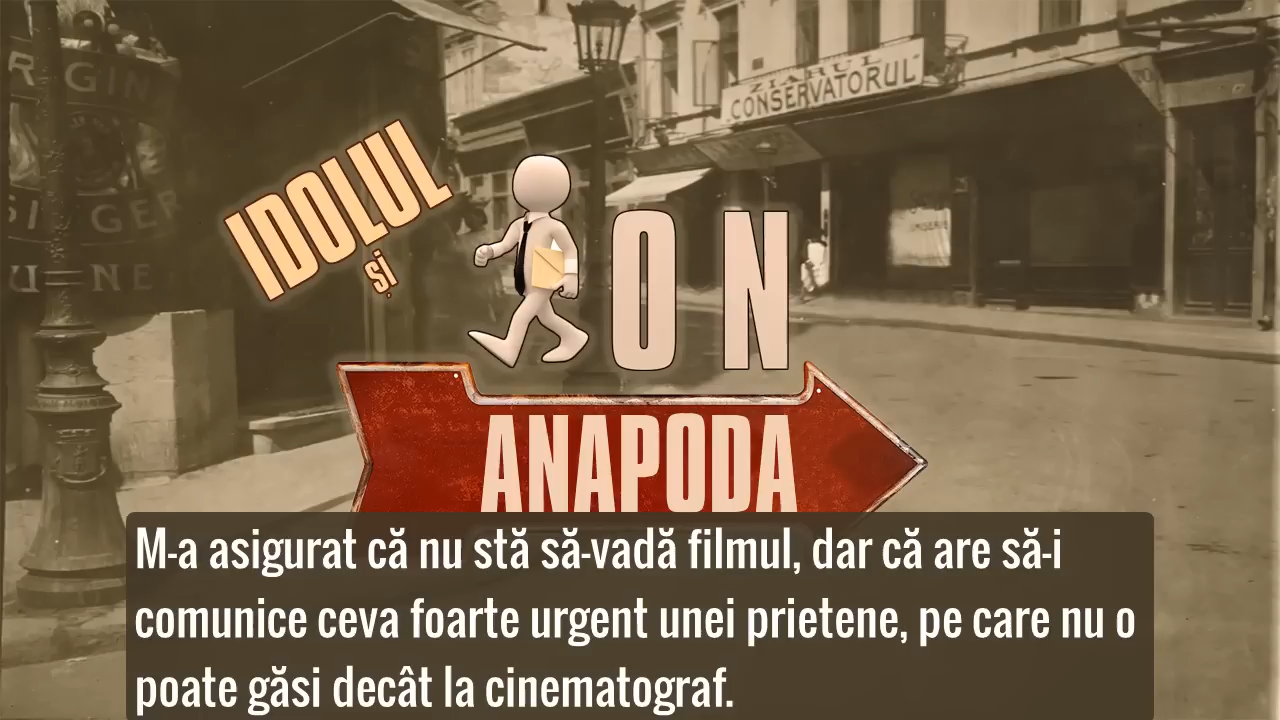 ZIARUL
„CONSERVATORUL"
IDOLUL
și
ION
ANAPODA
M-a asigurat că nu stă să-vadă filmul, dar că are să-i
comunice ceva foarte urgent unei prietene, pe care nu o
poate găsi decât la cinematograf.